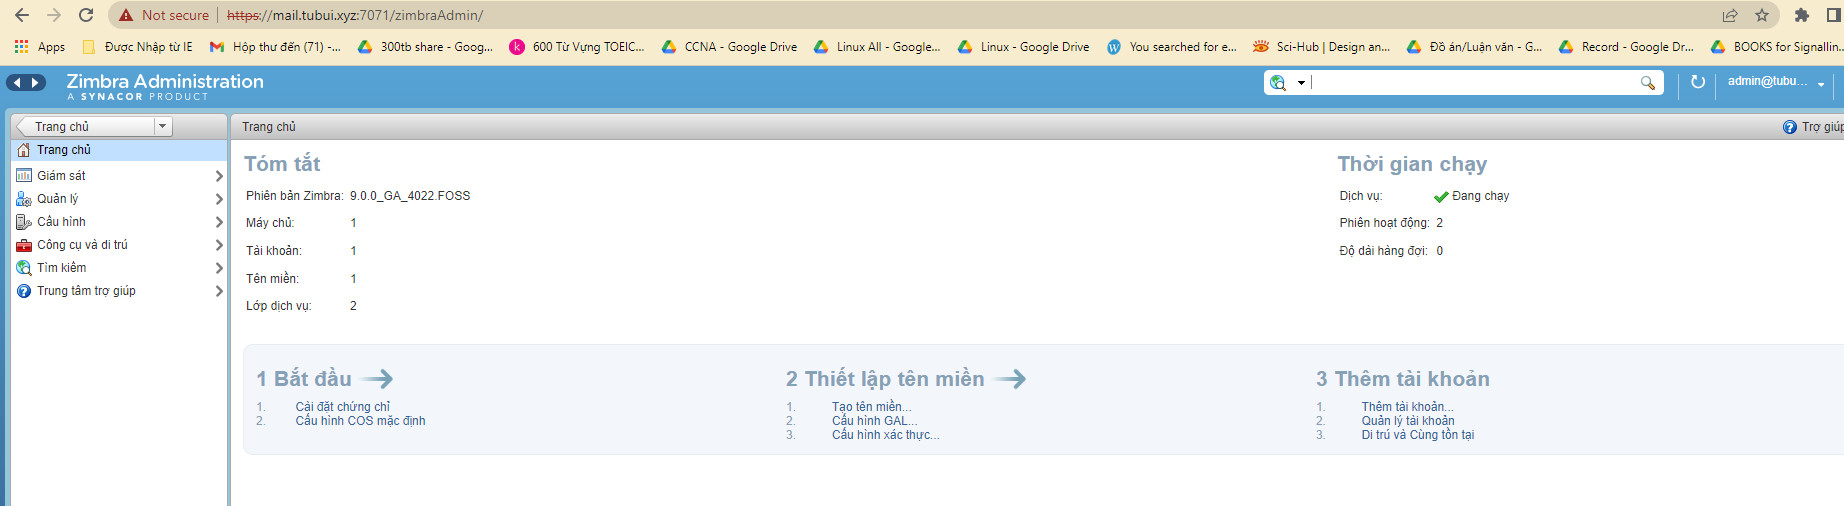 Not secure | https://mail.tubui.xyz:7071/zimbraAdmin/
Apps Được Nhập từ IE Hộp thư đến (71) -... 300tb share - Goog... 600 Từ Vựng TOEIC... CCNA - Google Drive Linux All - Google... Linux - Google Drive You searched for e... Sci-Hub | Design an... Đồ án/Luận văn - G... Record - Google Dr... BOOKS for Signallin...
Zimbra Administration
A SYNACOR PRODUCT
admin@tubu...
Trang chủ
Trang chủ
Trợ giúp
Trang chủ
Giám sát
Quản lý
Cấu hình
Công cụ và di trú
Tìm kiếm
Trung tâm trợ giúp
Tóm tắt
Phiên bản Zimbra: 9.0.0_GA_4022.FOSS
Máy chủ: 1
Tài khoản: 1
Tên miền: 1
Lớp dịch vụ: 2
Thời gian chạy
Dịch vụ: Đang chạy
Phiên hoạt động: 2
Độ dài hàng đợi: 0
1 Bắt đầu
1. Cài đặt chứng chỉ
2. Cấu hình COS mặc định
2 Thiết lập tên miền
1. Tạo tên miền...
2. Cấu hình GAL...
3. Cấu hình xác thực...
3 Thêm tài khoản
1. Thêm tài khoản...
2. Quản lý tài khoản
3. Di trú và Cùng tồn tại